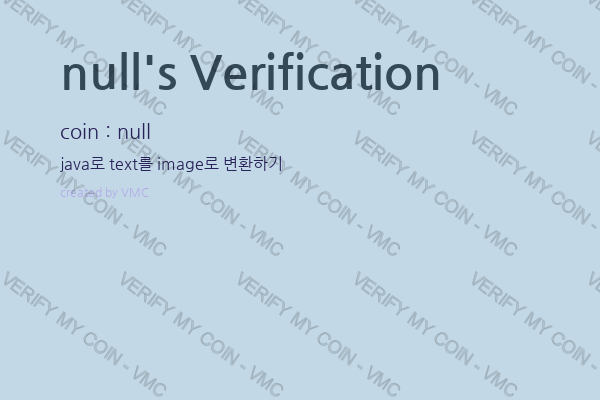 null's Verification
coin : null
java로 text를 image로 변환하기
created by VMC
VERIFY MY COIN - VMC